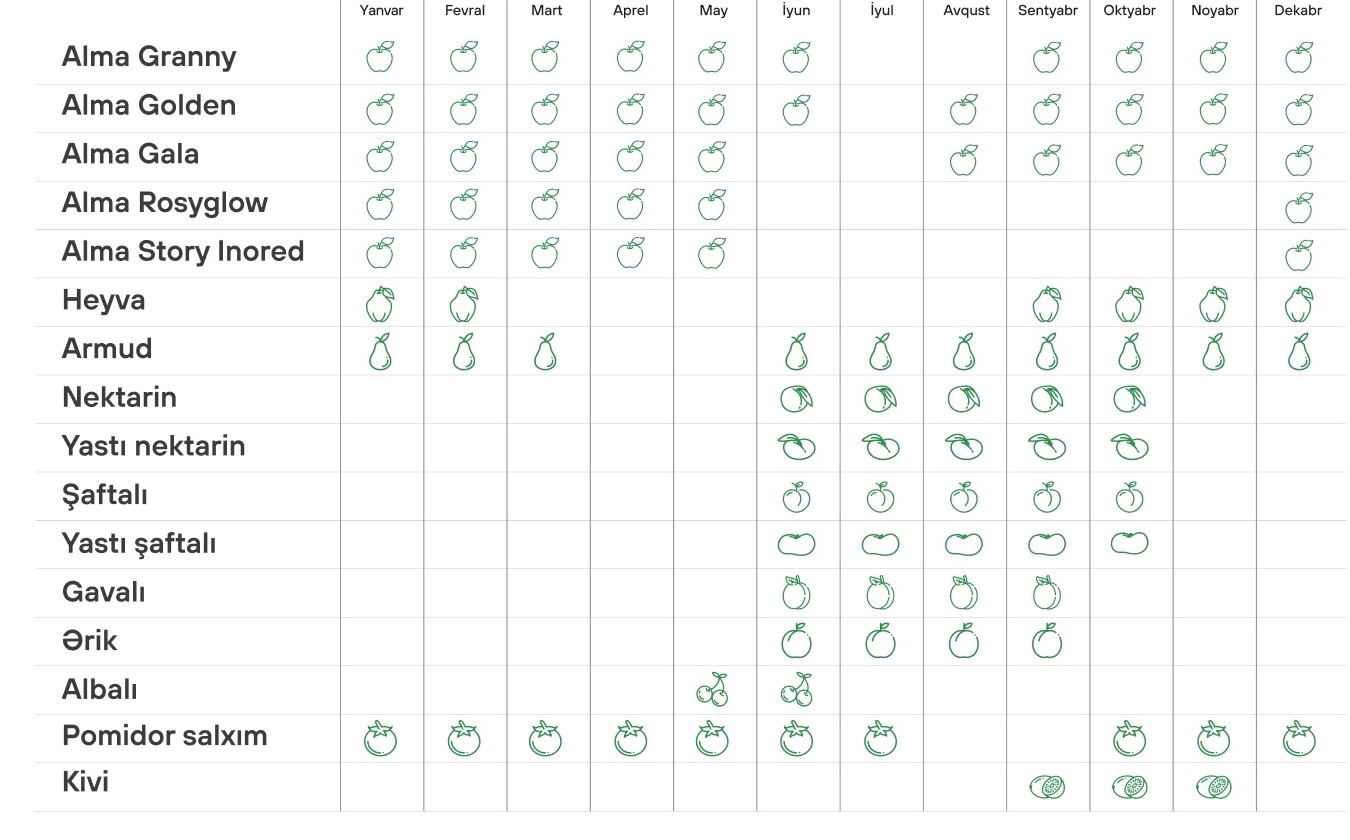 Yanvar Fevral Mart Aprel May İyun İyul Avqust Sentyabr Oktyabr Noyabr Dekabr
Alma Granny
Alma Golden
Alma Gala
Alma Rosyglow
Alma Story Inored
Heyva
Armud
Nektarin
Yastı nektarin
Şaftalı
Yastı şaftalı
Gavalı
Ərik
Albalı
Pomidor salxım
Kivi